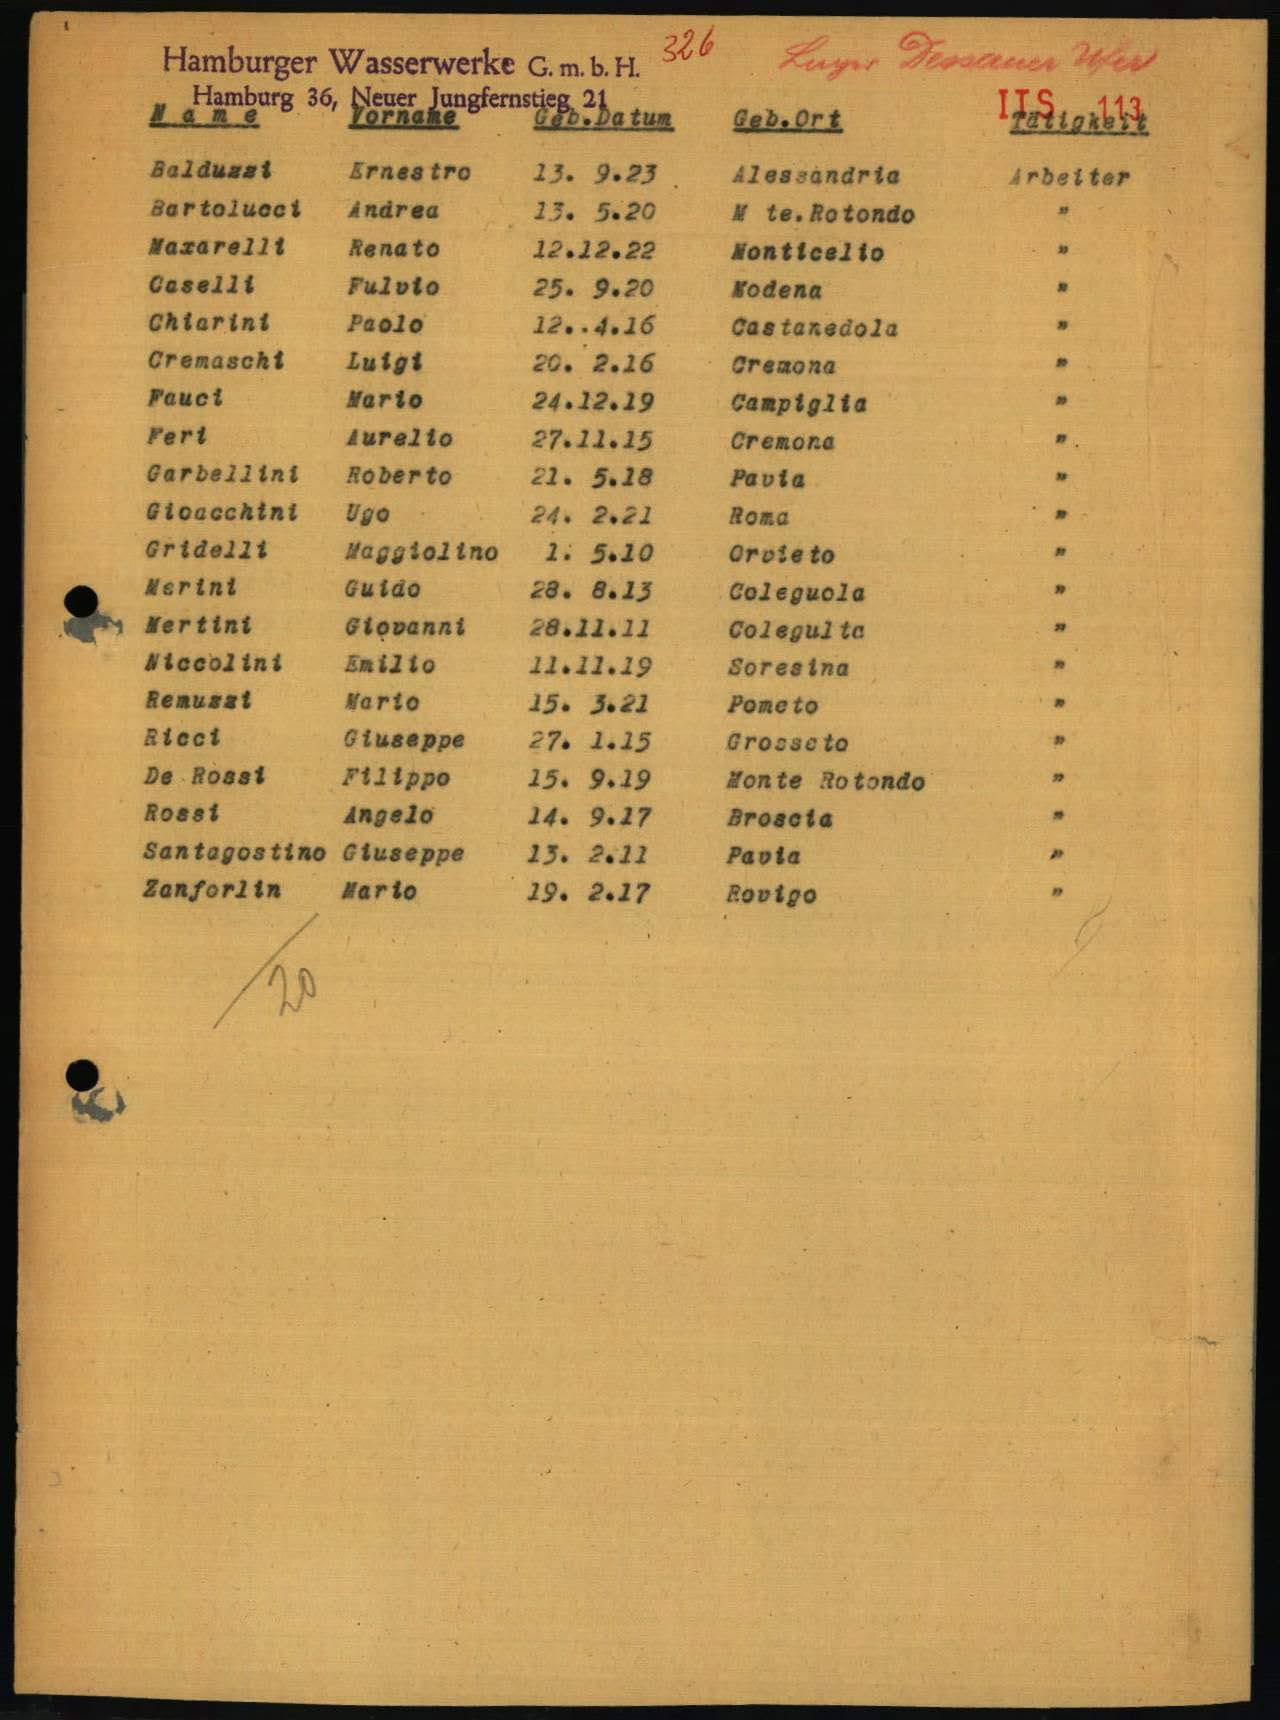 Hamburger Wasserwerke G. m. b. H. 326 Lager Dessauer Ufer
Hamburg 36, Neuer Jungfernstieg 21 ITS 113
Name Vorname Geb.Datum Geb.Ort Tätigkeit
Balduzzi Ernestro 13. 9.23 Alessandria Arbeiter
Bartolucci Andrea 13. 5.20 M te.Rotondo "
Maxarelli Renato 12.12.22 Monticelio "
Caselli Fulvio 25. 9.20 Modena "
Chiarini Paolo 12..4.16 Castanedola "
Cremaschi Luigi 20. 2.16 Cremona "
Fauci Mario 24.12.19 Campiglia "
Feri Aurelio 27.11.15 Cremona "
Garbellini Roberto 21. 5.18 Pavia "
Gioacchini Ugo 24. 2.21 Roma "
Gridelli Maggiolino 1. 5.10 Orvieto "
Merini Guido 28. 8.13 Coleguola "
Mertini Giovanni 28.11.11 Colegulta "
Niccolini Emilio 11.11.19 Soresina "
Remuzzi Mario 15. 3.21 Pometo "
Ricci Giuseppe 27. 1.15 Grosseto "
De Rossi Filippo 15. 9.19 Monte Rotondo "
Rossi Angelo 14. 9.17 Broscia "
Santagostino Giuseppe 13. 2.11 Pavia "
Zanforlin Mario 19. 2.17 Rovigo "
20